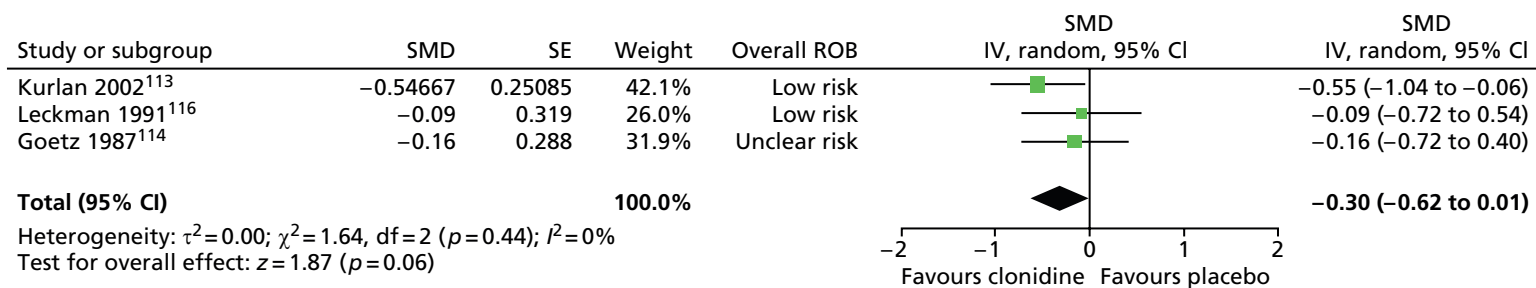 SMD SMD
Study or subgroup SMD SE Weight Overall ROB IV, random, 95% CI IV, random, 95% CI
Kurlan 2002¹¹³ −0.54667 0.25085 42.1% Low risk −0.55 (−1.04 to −0.06)
Leckman 1991¹¹⁶ −0.09 0.319 26.0% Low risk −0.09 (−0.72 to 0.54)
Goetz 1987¹¹⁴ −0.16 0.288 31.9% Unclear risk −0.16 (−0.72 to 0.40)
Total (95% CI) 100.0% −0.30 (−0.62 to 0.01)
Heterogeneity: τ²=0.00; χ²=1.64, df=2 (p=0.44); I²=0%
Test for overall effect: z=1.87 (p=0.06)
−2 −1 0 1 2
Favours clonidine Favours placebo